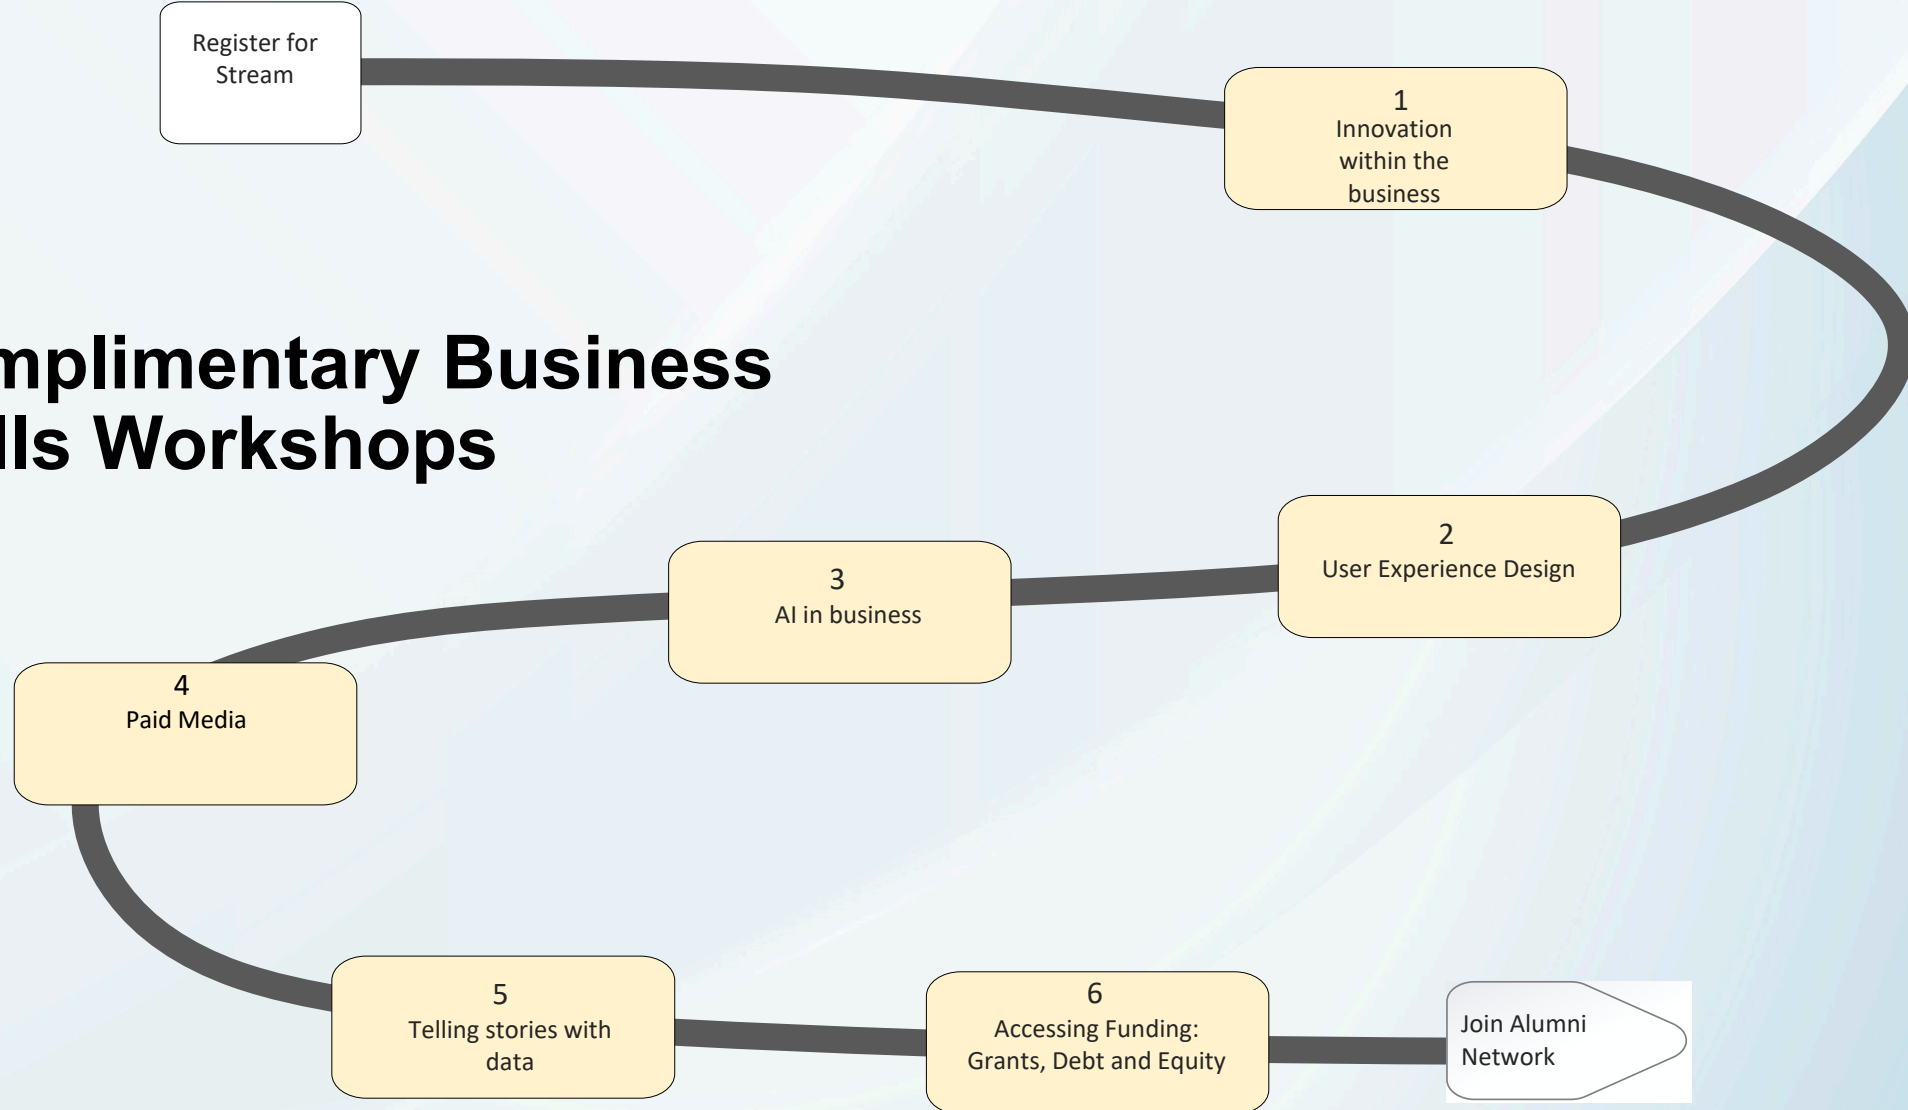 Register for
Stream
1
Innovation
within the
business
mplimentary Business
lls Workshops
2
User Experience Design
3
AI in business
4
Paid Media
5
Telling stories with
data
6
Accessing Funding:
Grants, Debt and Equity
Join Alumni
Network